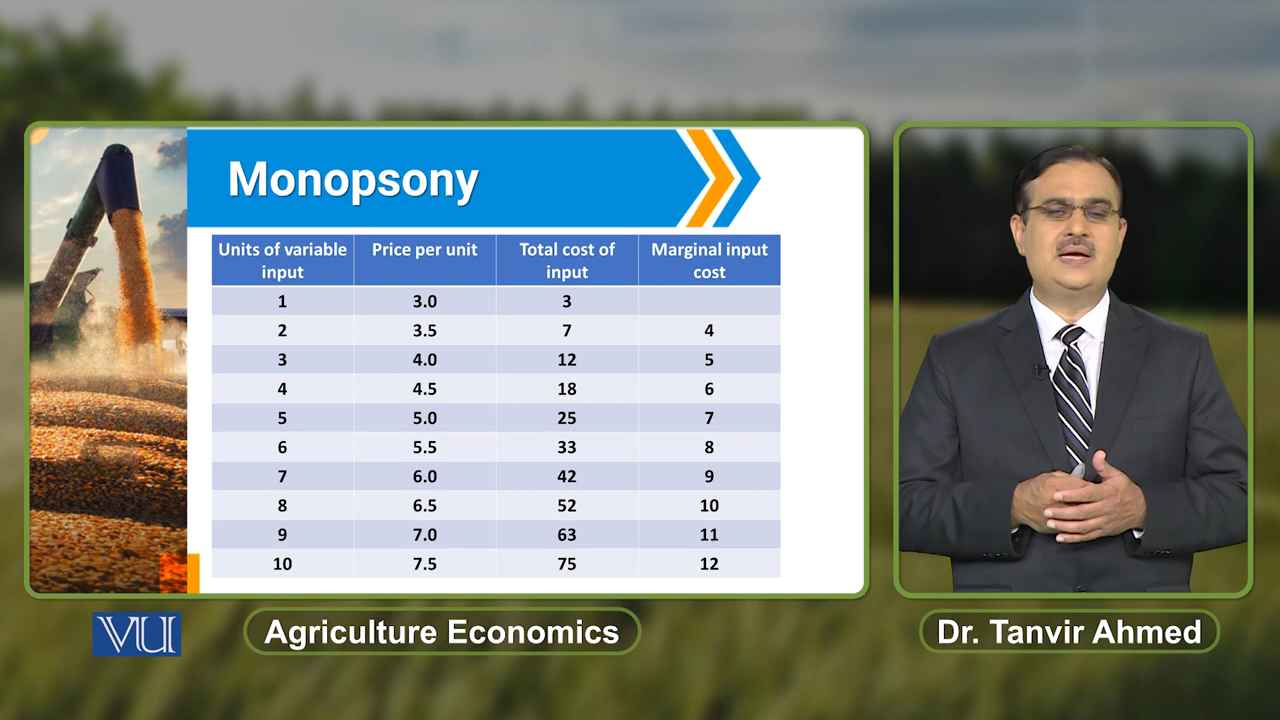 Monopsony
Units of variable input Price per unit Total cost of input Marginal input cost
1 3.0 3
2 3.5 7 4
3 4.0 12 5
4 4.5 18 6
5 5.0 25 7
6 5.5 33 8
7 6.0 42 9
8 6.5 52 10
9 7.0 63 11
10 7.5 75 12
VU
Agriculture Economics
Dr. Tanvir Ahmed